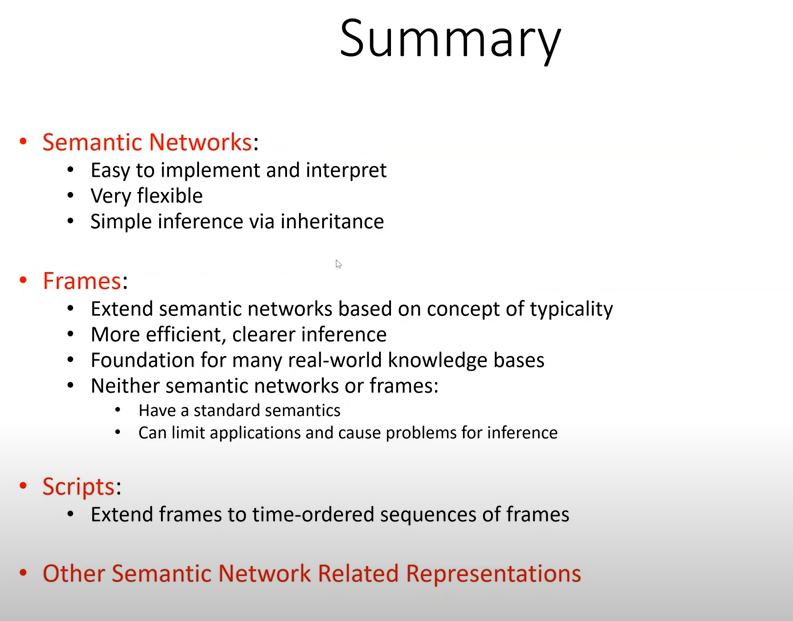 Summary
• Semantic Networks:
• Easy to implement and interpret
• Very flexible
• Simple inference via inheritance
• Frames:
• Extend semantic networks based on concept of typicality
• More efficient, clearer inference
• Foundation for many real-world knowledge bases
• Neither semantic networks or frames:
• Have a standard semantics
• Can limit applications and cause problems for inference
• Scripts:
• Extend frames to time-ordered sequences of frames
• Other Semantic Network Related Representations